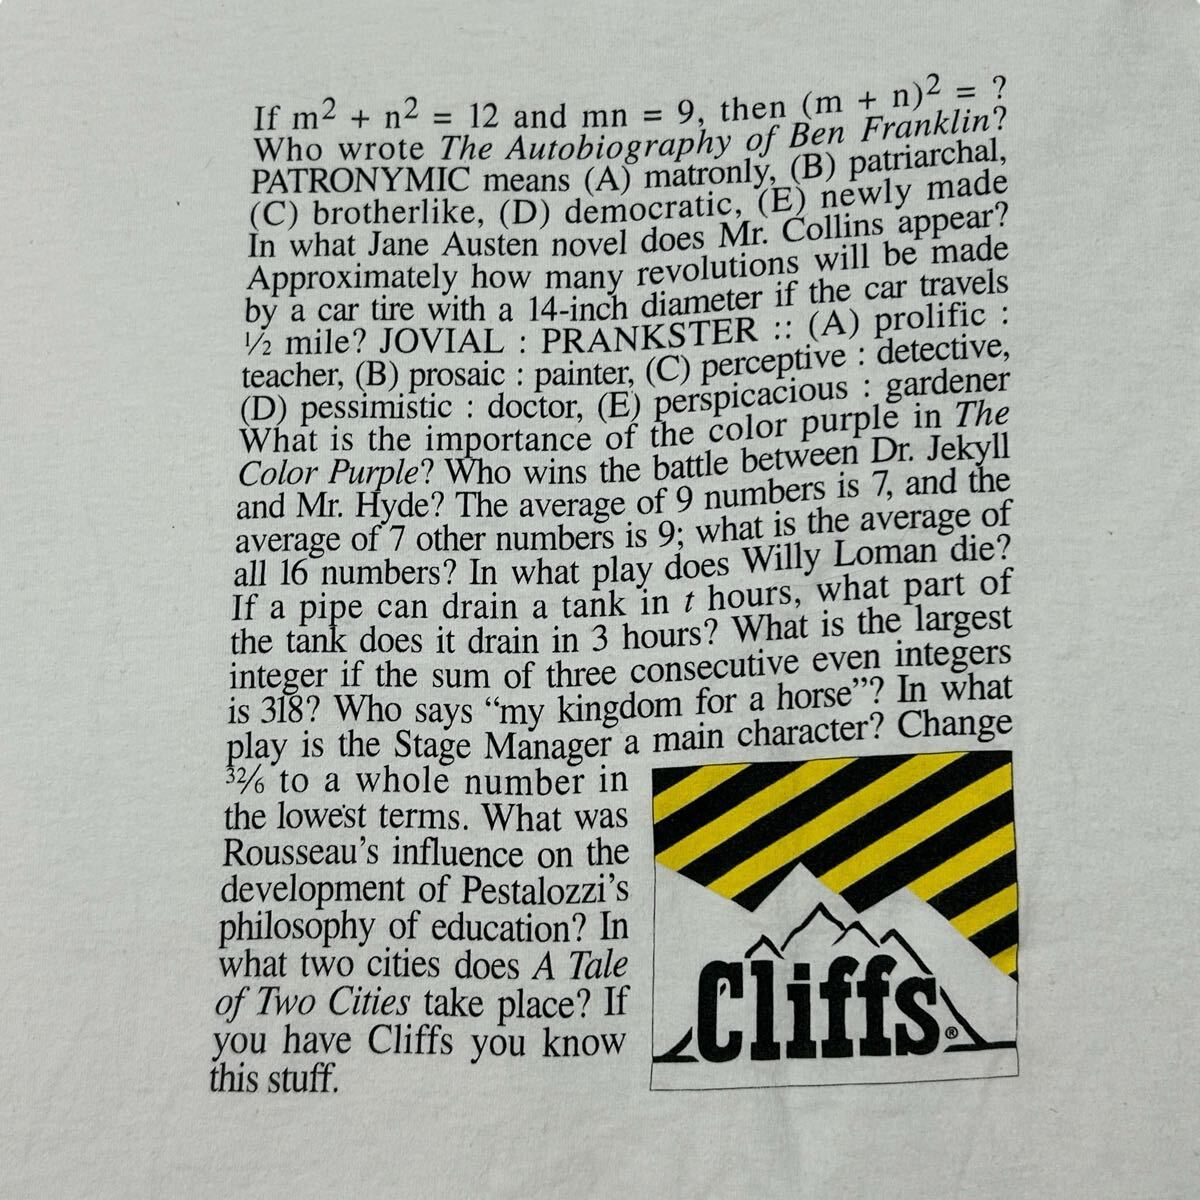 If m² + n² = 12 and mn = 9, then (m + n)² = ?
Who wrote The Autobiography of Ben Franklin?
PATRONYMIC means (A) matronly, (B) patriarchal,
(C) brotherlike, (D) democratic, (E) newly made
In what Jane Austen novel does Mr. Collins appear?
Approximately how many revolutions will be made
by a car tire with a 14-inch diameter if the car travels
½ mile? JOVIAL : PRANKSTER :: (A) prolific :
teacher, (B) prosaic : painter, (C) perceptive : detective,
(D) pessimistic : doctor, (E) perspicacious : gardener
What is the importance of the color purple in The
Color Purple? Who wins the battle between Dr. Jekyll
and Mr. Hyde? The average of 9 numbers is 7, and the
average of 7 other numbers is 9; what is the average of
all 16 numbers? In what play does Willy Loman die?
If a pipe can drain a tank in t hours, what part of
the tank does it drain in 3 hours? What is the largest
integer if the sum of three consecutive even integers
is 318? Who says “my kingdom for a horse”? In what
play is the Stage Manager a main character? Change
³²⁄₆ to a whole number in
the lowest terms. What was
Rousseau's influence on the
development of Pestalozzi's
philosophy of education? In
what two cities does A Tale
of Two Cities take place? If
you have Cliffs you know
this stuff.
Cliffs®